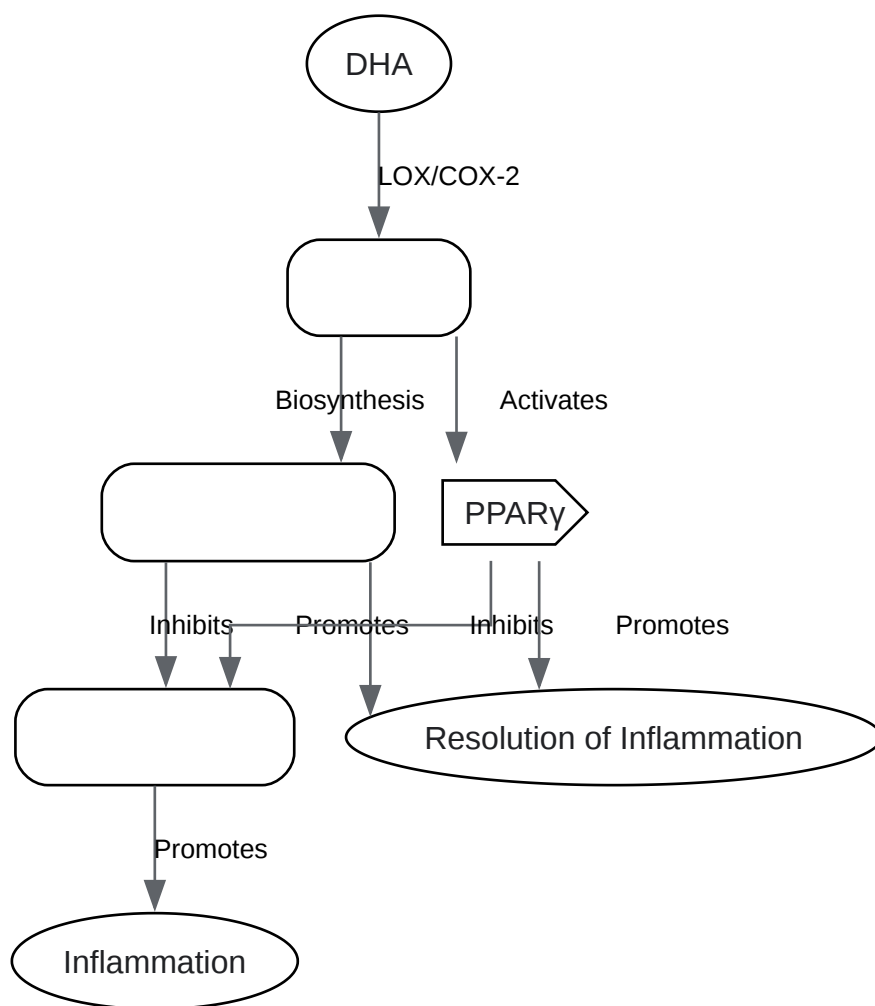 DHA
LOX/COX-2
Biosynthesis
Activates
PPARγ
Inhibits
Promotes
Inhibits
Promotes
Resolution of Inflammation
Promotes
Inflammation